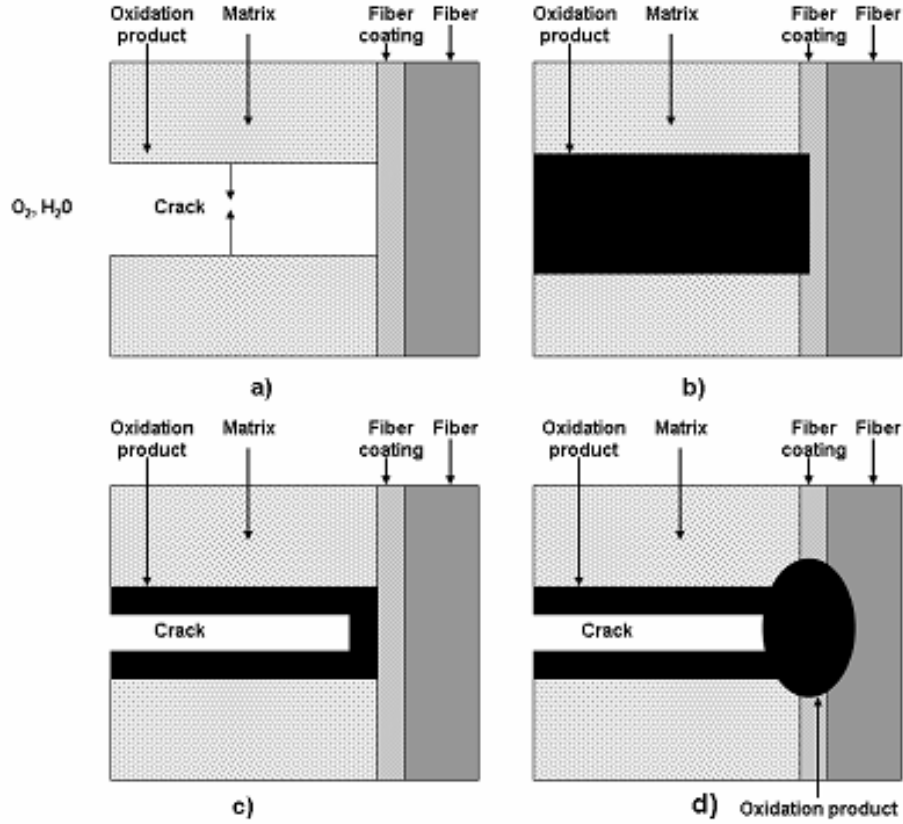 Oxidation product
Matrix
Fiber coating
Fiber
O₂, H₂0
Crack
a)
Oxidation product
Matrix
Fiber coating
Fiber
b)
Oxidation product
Matrix
Fiber coating
Fiber
Crack
c)
Oxidation product
Matrix
Fiber coating
Fiber
Crack
d)
Oxidation product